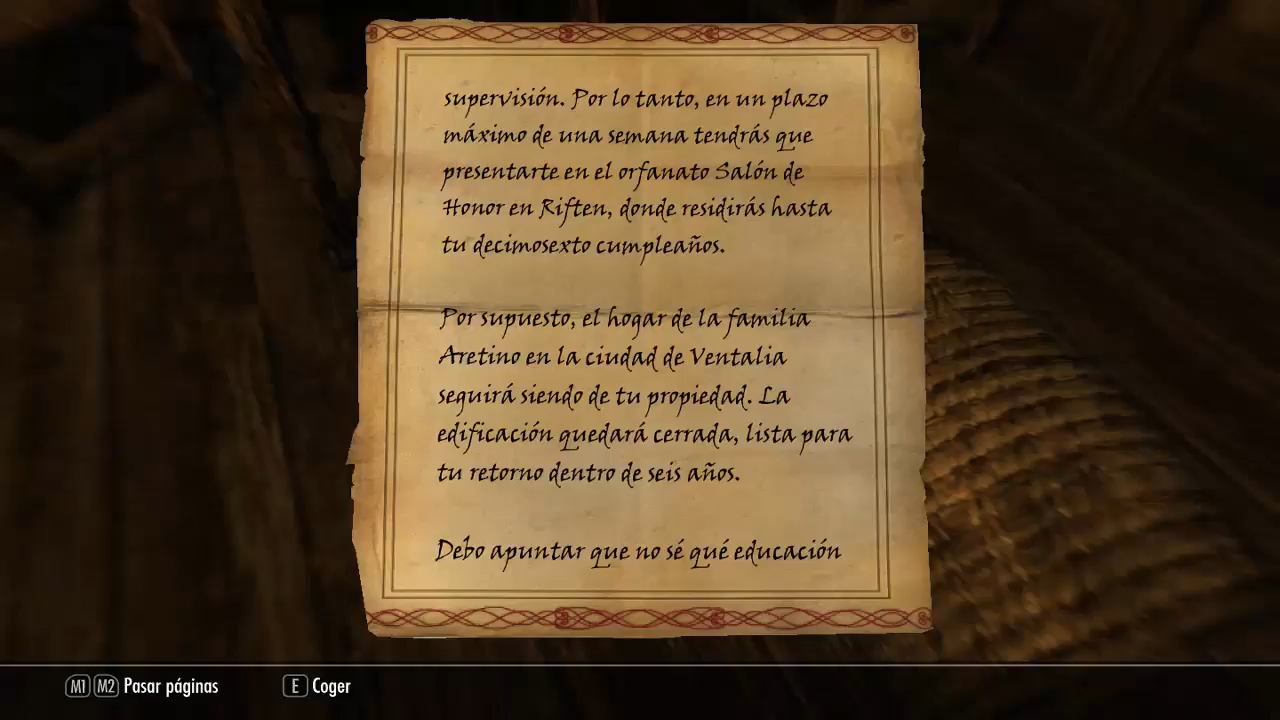 supervisión. Por lo tanto, en un plazo
máximo de una semana tendrás que
presentarte en el orfanato Salón de
Honor en Riften, donde residirás hasta
tu decimosexto cumpleaños.
Por supuesto, el hogar de la familia
Aretino en la ciudad de Ventalia
seguirá siendo de tu propiedad. La
edificación quedará cerrada, lista para
tu retorno dentro de seis años.
Debo apuntar que no sé qué educación
M1 M2 Pasar páginas E Coger